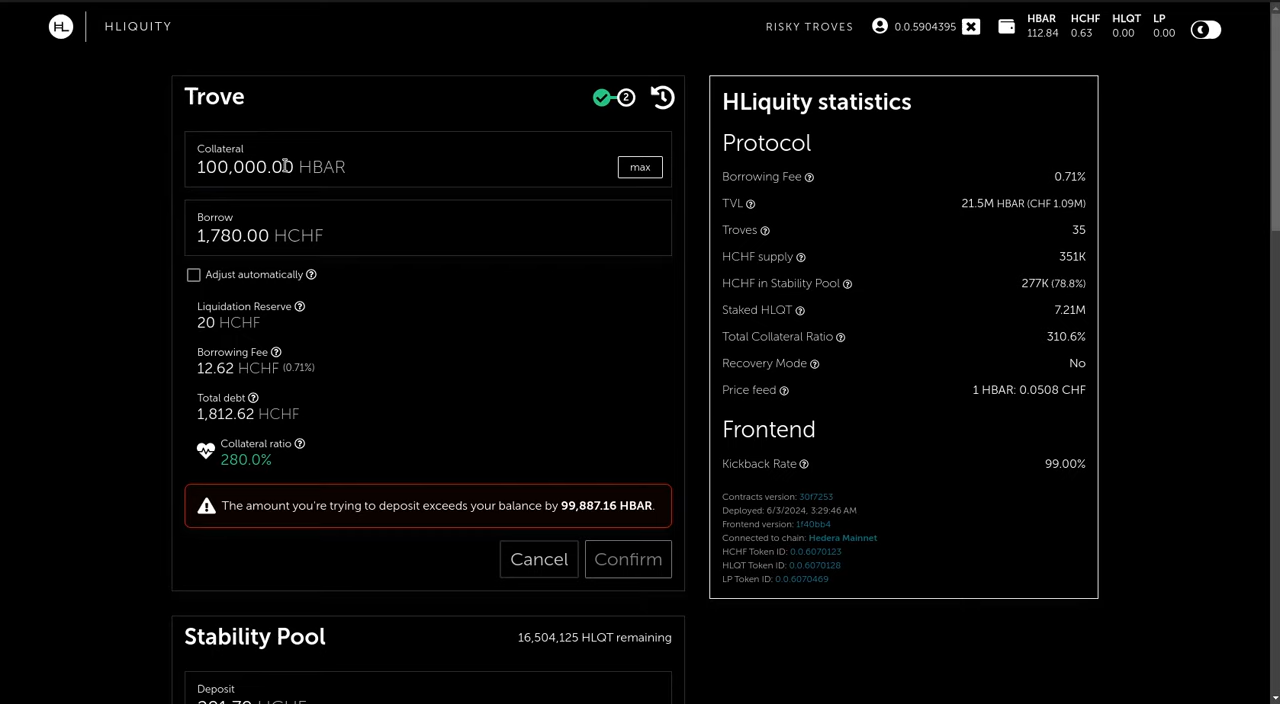 HL
HLIQUITY
RISKY TROVES
0.0.5904395
HBAR
112.84
HCHF
0.63
HLQT
0.00
LP
0.00
Trove
2
Collateral
100,000.00 HBAR
max
Borrow
1,780.00 HCHF
Adjust automatically ?
Liquidation Reserve ?
20 HCHF
Borrowing Fee ?
12.62 HCHF (0.71%)
Total debt ?
1,812.62 HCHF
Collateral ratio ?
280.0%
The amount you're trying to deposit exceeds your balance by 99,887.16 HBAR.
Cancel
Confirm
Stability Pool
16,504,125 HLQT remaining
Deposit
HLiquity statistics
Protocol
Borrowing Fee ? 0.71%
TVL ? 21.5M HBAR (CHF 1.09M)
Troves ? 35
HCHF supply ? 351K
HCHF in Stability Pool ? 277K (78.8%)
Staked HLQT ? 7.21M
Total Collateral Ratio ? 310.6%
Recovery Mode ? No
Price feed ? 1 HBAR: 0.0508 CHF
Frontend
Kickback Rate ? 99.00%
Contracts version: 30f7253
Deployed: 6/3/2024, 3:29:46 AM
Frontend version: 1f40bb4
Connected to chain: Hedera Mainnet
HCHF Token ID: 0.0.6070123
HLQT Token ID: 0.0.6070128
LP Token ID: 0.0.6070469